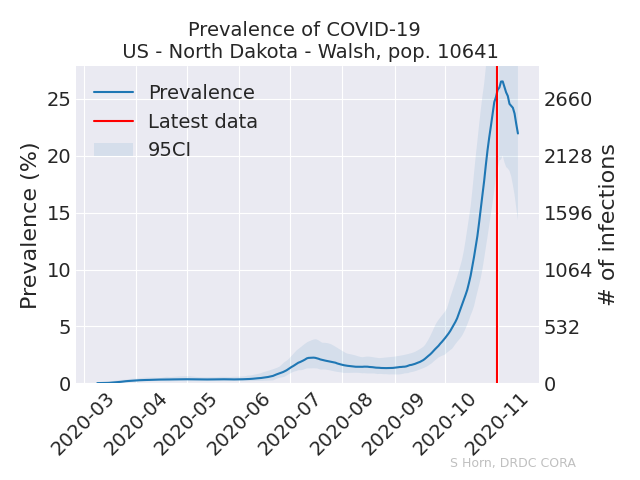 Prevalence of COVID-19
US - North Dakota - Walsh, pop. 10641
Prevalence
Latest data
95CI
Prevalence (%)
25
20
15
10
5
0
# of infections
2660
2128
1596
1064
532
0
2020-03
2020-04
2020-05
2020-06
2020-07
2020-08
2020-09
2020-10
2020-11
S Horn, DRDC CORA